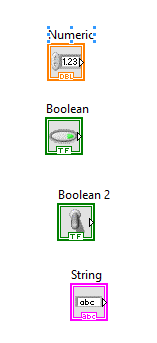 Numeric
1.23
DBL
Boolean
TF
Boolean 2
TF
String
abc
abc